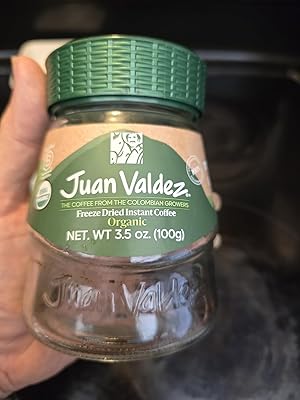 Juan Valdez
THE COFFEE FROM THE COLOMBIAN GROWERS
Freeze Dried Instant Coffee
Organic
NET. WT 3.5 oz. (100g)
Juan Valdez